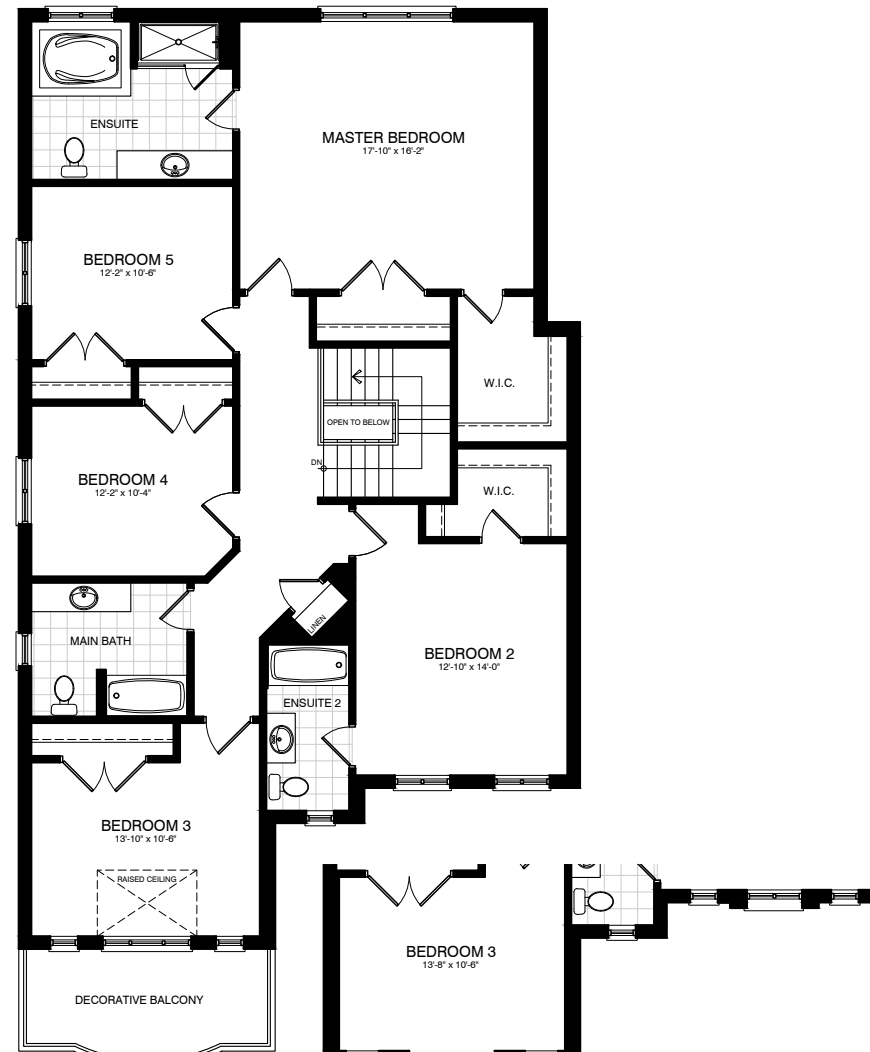 ENSUITE
MASTER BEDROOM
17'-10" x 16'-2"
BEDROOM 5
12'-2" x 10'-6"
W.I.C.
OPEN TO BELOW
DN
BEDROOM 4
12'-2" x 10'-4"
W.I.C.
LINEN
MAIN BATH
BEDROOM 2
12'-10" x 14'-0"
ENSUITE 2
BEDROOM 3
13'-10" x 10'-6"
RAISED CEILING
BEDROOM 3
13'-8" x 10'-6"
DECORATIVE BALCONY